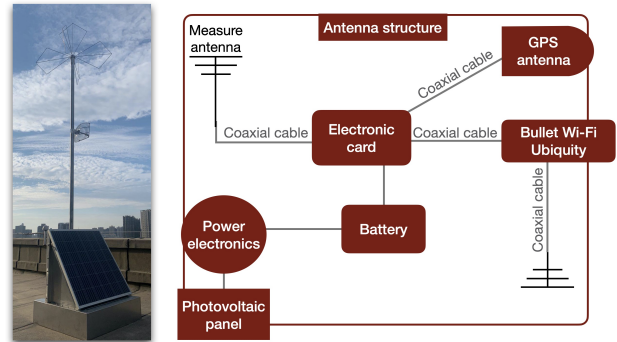 Measure
antenna
Antenna structure
GPS
antenna
Coaxial cable
Coaxial cable
Electronic
card
Coaxial cable
Bullet Wi-Fi
Ubiquity
Coaxial cable
Power
electronics
Battery
Photovoltaic
panel